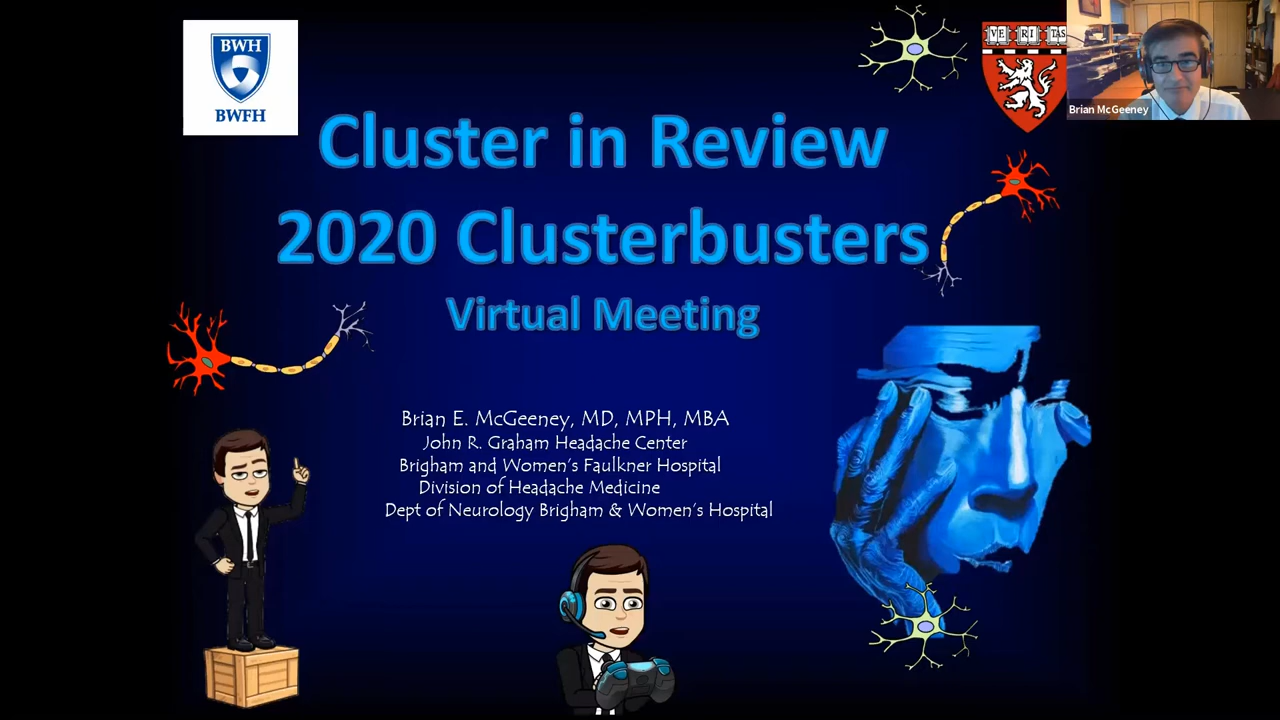 BWH
BWFH
VE RI TAS
Brian McGeeney
Cluster in Review
2020 Clusterbusters
Virtual Meeting
Brian E. McGeeney, MD, MPH, MBA
John R. Graham Headache Center
Brigham and Women's Faulkner Hospital
Division of Headache Medicine
Dept of Neurology Brigham & Women's Hospital